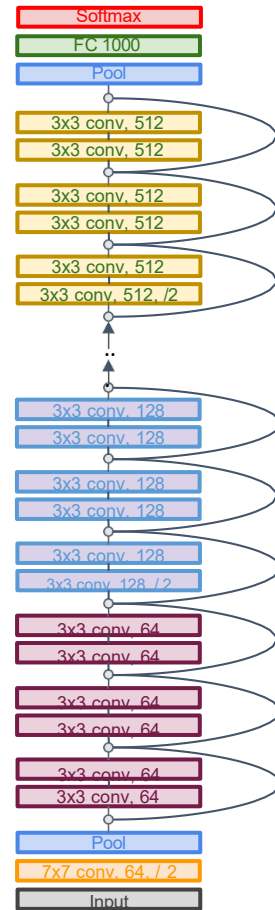 Softmax
FC 1000
Pool
3x3 conv, 512
3x3 conv, 512
3x3 conv, 512
3x3 conv, 512
3x3 conv, 512
3x3 conv, 512, /2
..
3x3 conv, 128
3x3 conv, 128
3x3 conv, 128
3x3 conv, 128
3x3 conv, 128
3x3 conv, 128, / 2
3x3 conv, 64
3x3 conv, 64
3x3 conv, 64
3x3 conv, 64
3x3 conv, 64
3x3 conv, 64
Pool
7x7 conv, 64, / 2
Input